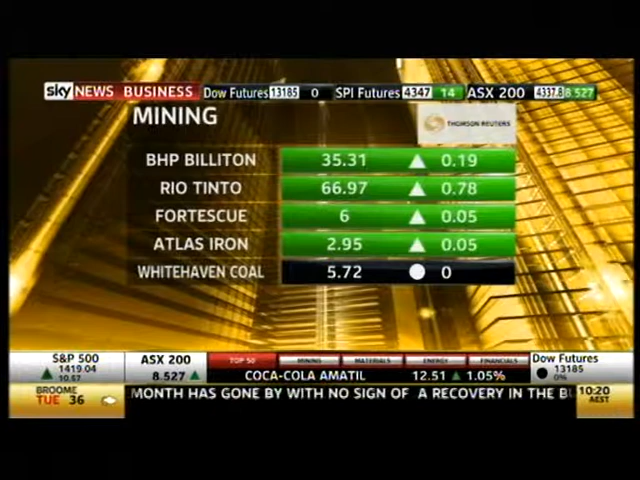 sky NEWS BUSINESS Dow Futures 13185 0 SPI Futures 4347 14 ASX 200 4337.8 8.527
MINING
THOMSON REUTERS
BHP BILLITON 35.31 ▲ 0.19
RIO TINTO 66.97 ▲ 0.78
FORTESCUE 6 ▲ 0.05
ATLAS IRON 2.95 ▲ 0.05
WHITEHAVEN COAL 5.72 ● 0
S&P 500 ASX 200 TOP 50 MINING MATERIALS ENERGY FINANCIALS Dow Futures
▲ 1419.04 8.527 ▲ COCA-COLA AMATIL 12.51 ▲ 1.05% ● 13185
10.67 0%
BROOME
TUE 36 MONTH HAS GONE BY WITH NO SIGN OF A RECOVERY IN THE B 10:20
AEST